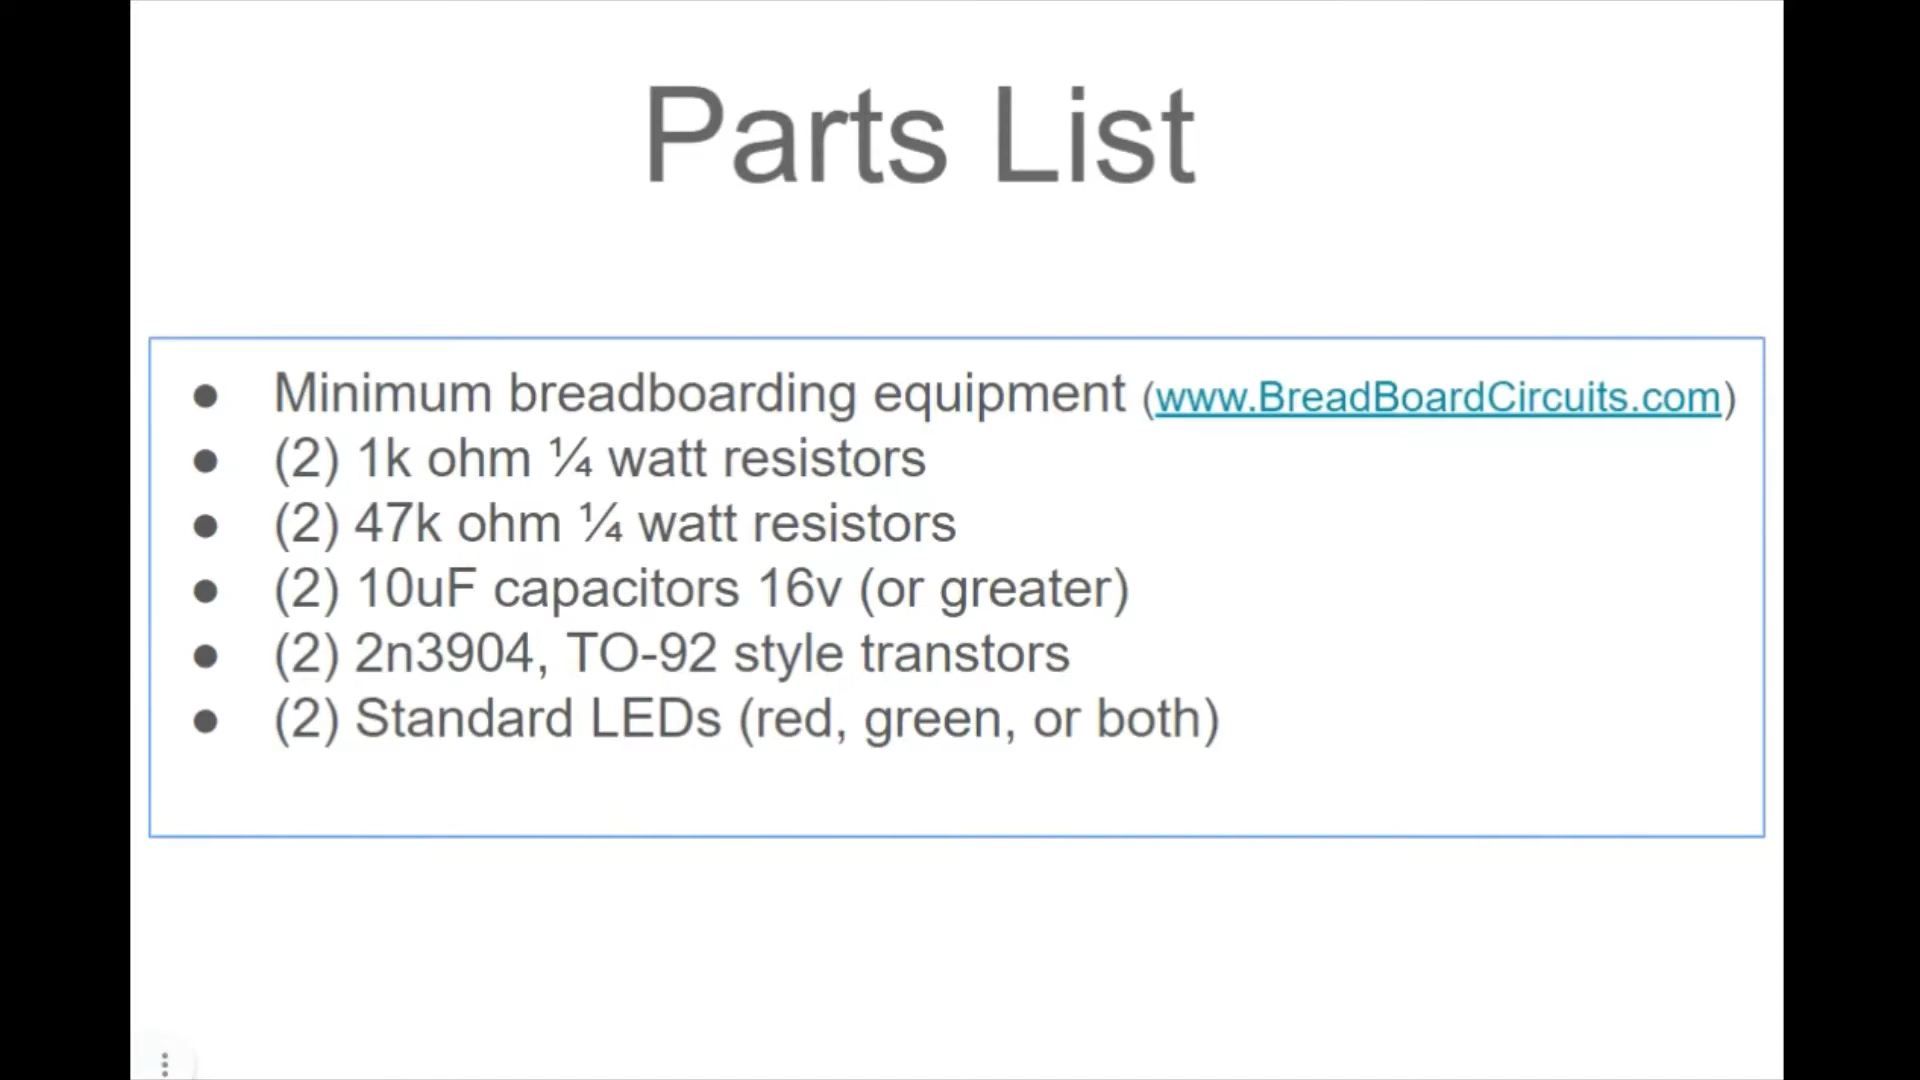 Parts List
● Minimum breadboarding equipment (www.BreadBoardCircuits.com)
● (2) 1k ohm ¼ watt resistors
● (2) 47k ohm ¼ watt resistors
● (2) 10uF capacitors 16v (or greater)
● (2) 2n3904, TO-92 style transtors
● (2) Standard LEDs (red, green, or both)